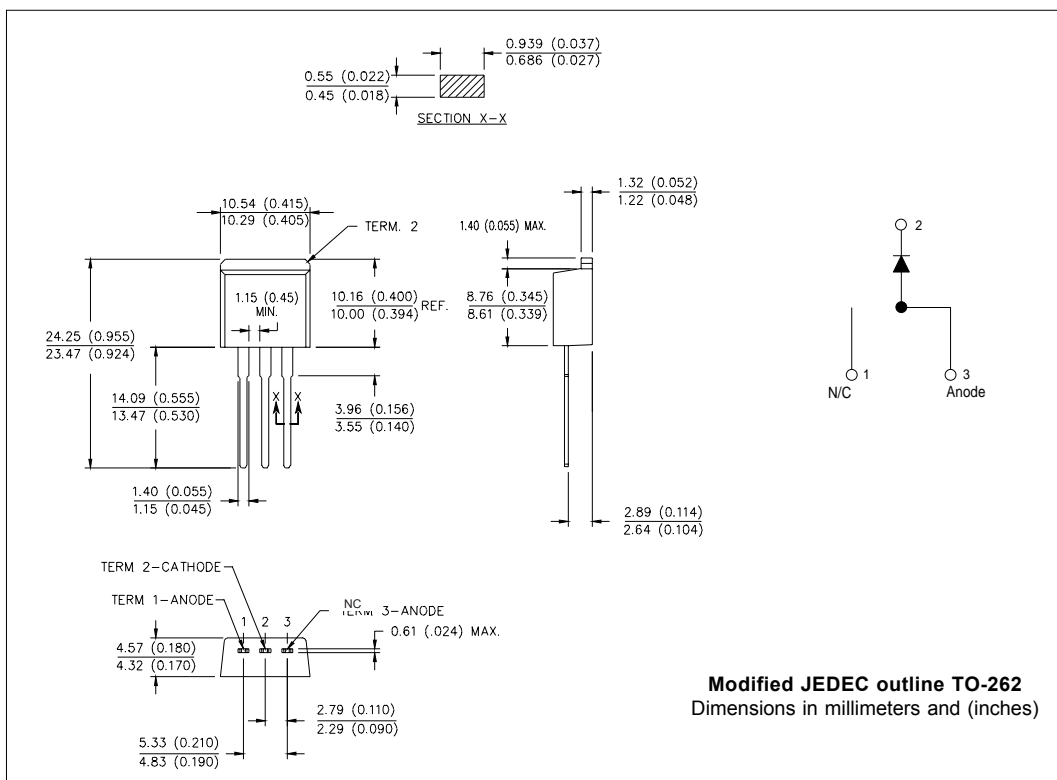 0.939 (0.037)
0.686 (0.027)
0.55 (0.022)
0.45 (0.018)
SECTION X-X
1.32 (0.052)
1.22 (0.048)
10.54 (0.415)
10.29 (0.405)
TERM. 2
1.40 (0.055) MAX.
2
1.15 (0.45)
MIN.
10.16 (0.400)
10.00 (0.394)
REF.
8.76 (0.345)
8.61 (0.339)
24.25 (0.955)
23.47 (0.924)
1
3
N/C
Anode
14.09 (0.555)
13.47 (0.530)
X X
3.96 (0.156)
3.55 (0.140)
1.40 (0.055)
1.15 (0.045)
2.89 (0.114)
2.64 (0.104)
TERM 2-CATHODE
TERM 1-ANODE
NC
3-ANODE
1 2 3
0.61 (.024) MAX.
4.57 (0.180)
4.32 (0.170)
2.79 (0.110)
2.29 (0.090)
5.33 (0.210)
4.83 (0.190)
Modified JEDEC outline TO-262
Dimensions in millimeters and (inches)